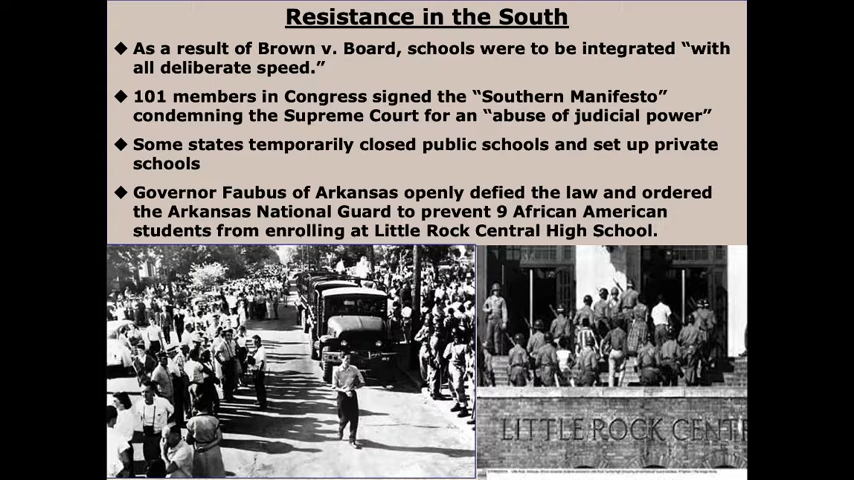 Resistance in the South
◆ As a result of Brown v. Board, schools were to be integrated “with
all deliberate speed.”
◆ 101 members in Congress signed the “Southern Manifesto”
condemning the Supreme Court for an “abuse of judicial power”
◆ Some states temporarily closed public schools and set up private
schools
◆ Governor Faubus of Arkansas openly defied the law and ordered
the Arkansas National Guard to prevent 9 African American
students from enrolling at Little Rock Central High School.
LITTLE ROCK CENT